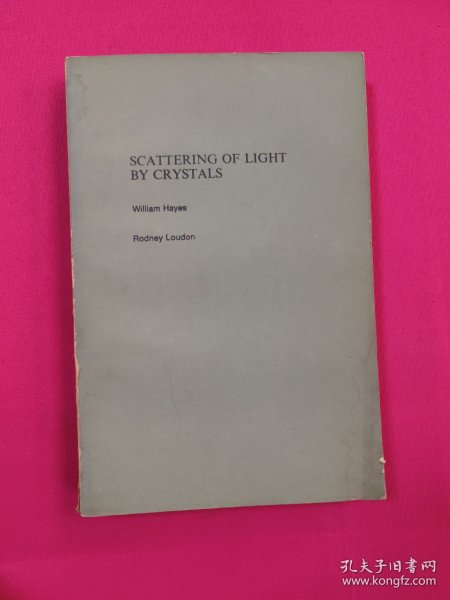 SCATTERING OF LIGHT
BY CRYSTALS
William Hayes
Rodney Loudon
孔夫子旧书网
www.kongfz.com